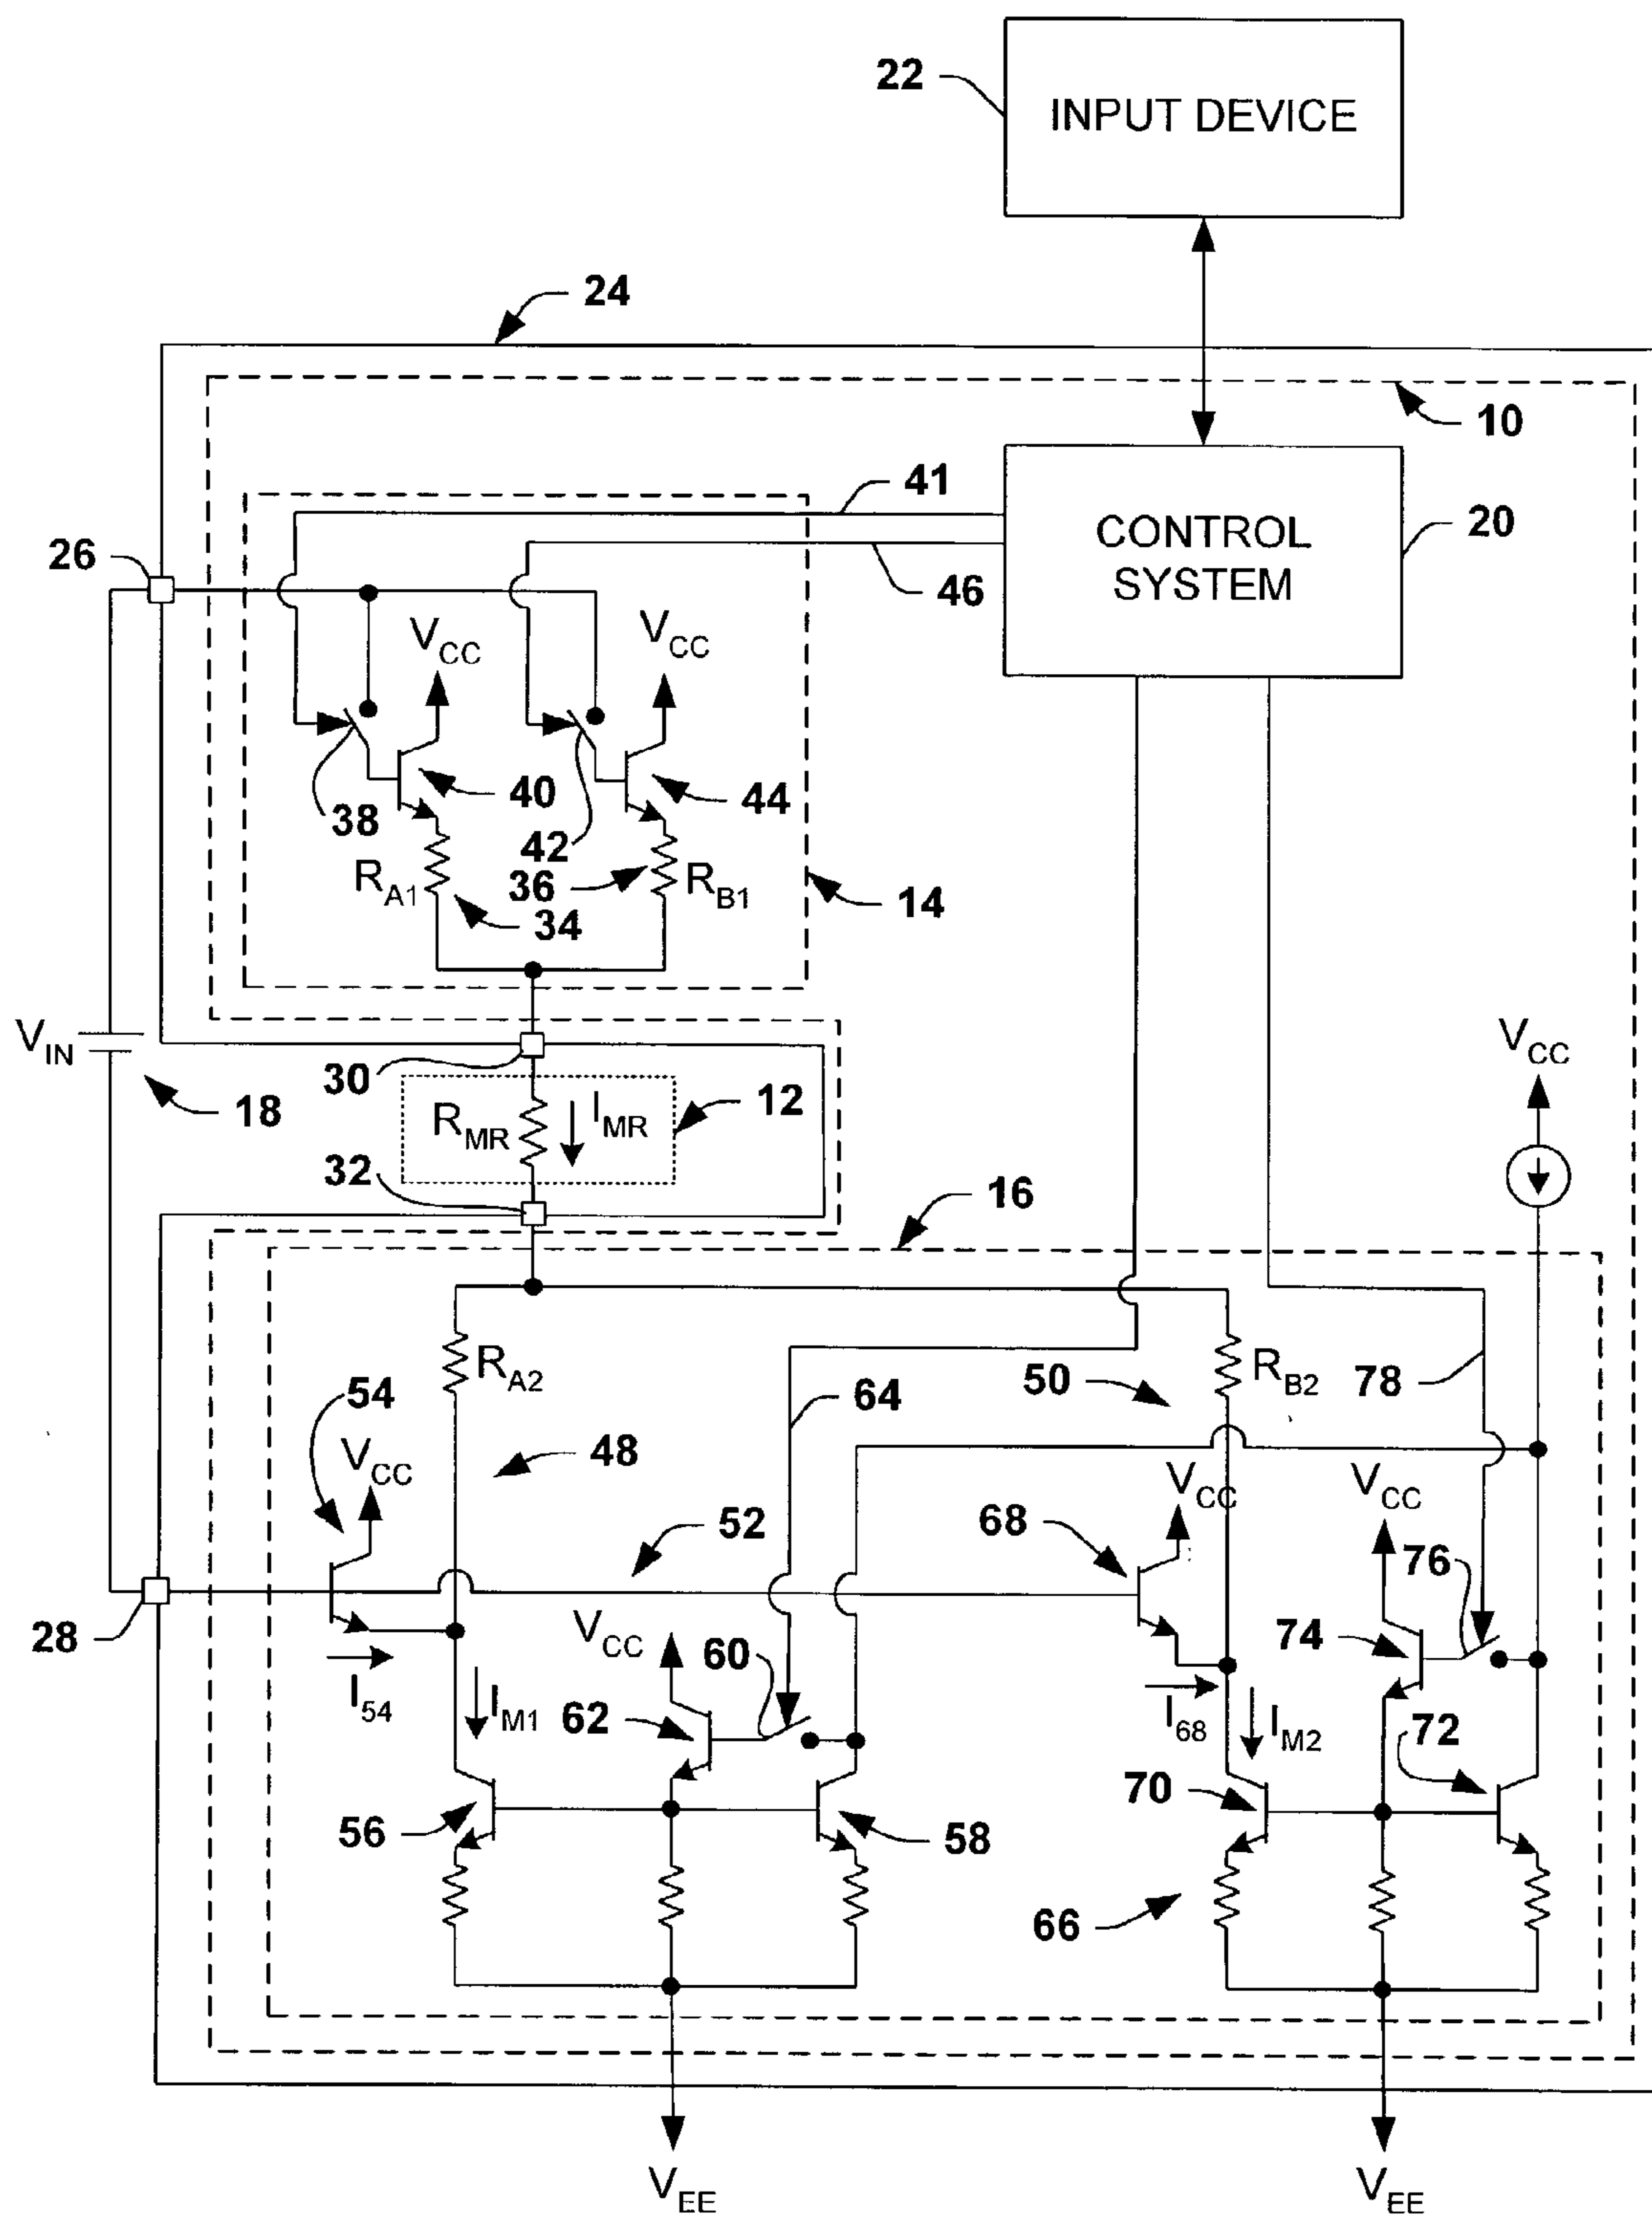 22
INPUT DEVICE
24
10
41
CONTROL
SYSTEM
20
26
46
VCC
VCC
40
44
38
42
RA1
36
RB1
14
34
VIN
VCC
30
18
12
RMR
IMR
32
16
RA2
RB2
50
78
54
64
VCC
48
VCC
VCC
52
68
76
28
VCC
60
74
I54
IM1
62
I68
IM2
72
56
58
70
66
VEE
VEE